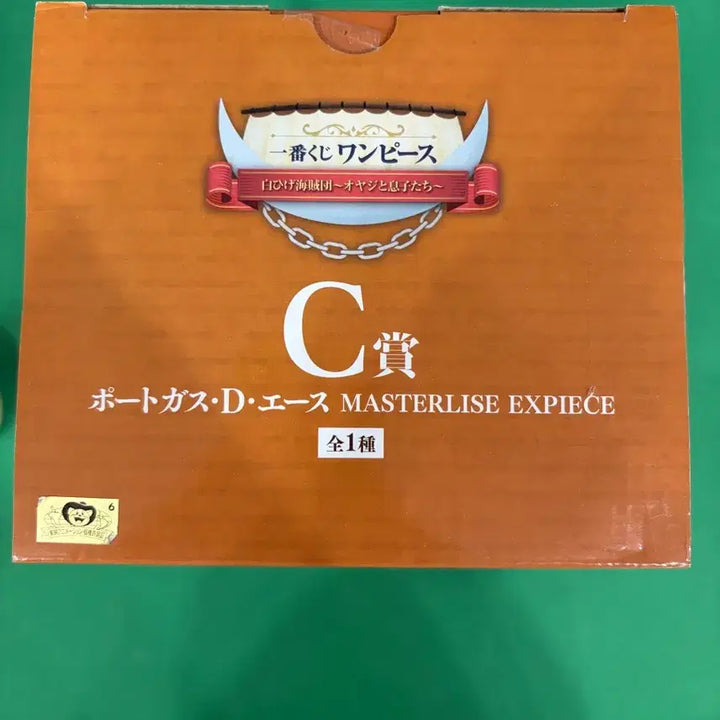 一番くじ ワンピース
白ひげ海賊団~オヤジと息子たち~
C賞
ポートガス・D・エース MASTERLISE EXPIECE
全1種
6